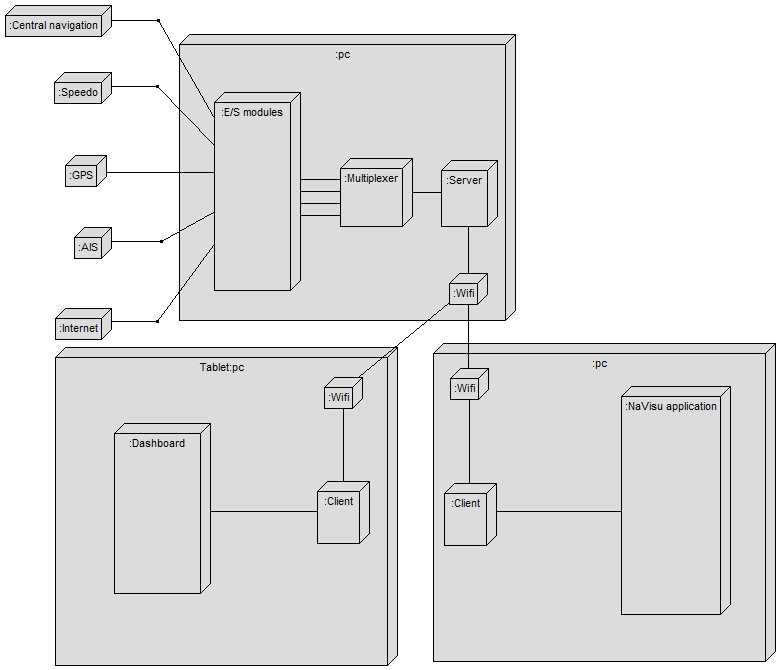 :Central navigation
:pc
:Speedo
:E/S modules
:GPS
:Multiplexer
:Server
:AIS
:Wifi
:Internet
Tablet:pc
:Wifi
:Dashboard
:Client
:pc
:Wifi
:NaVisu application
:Client